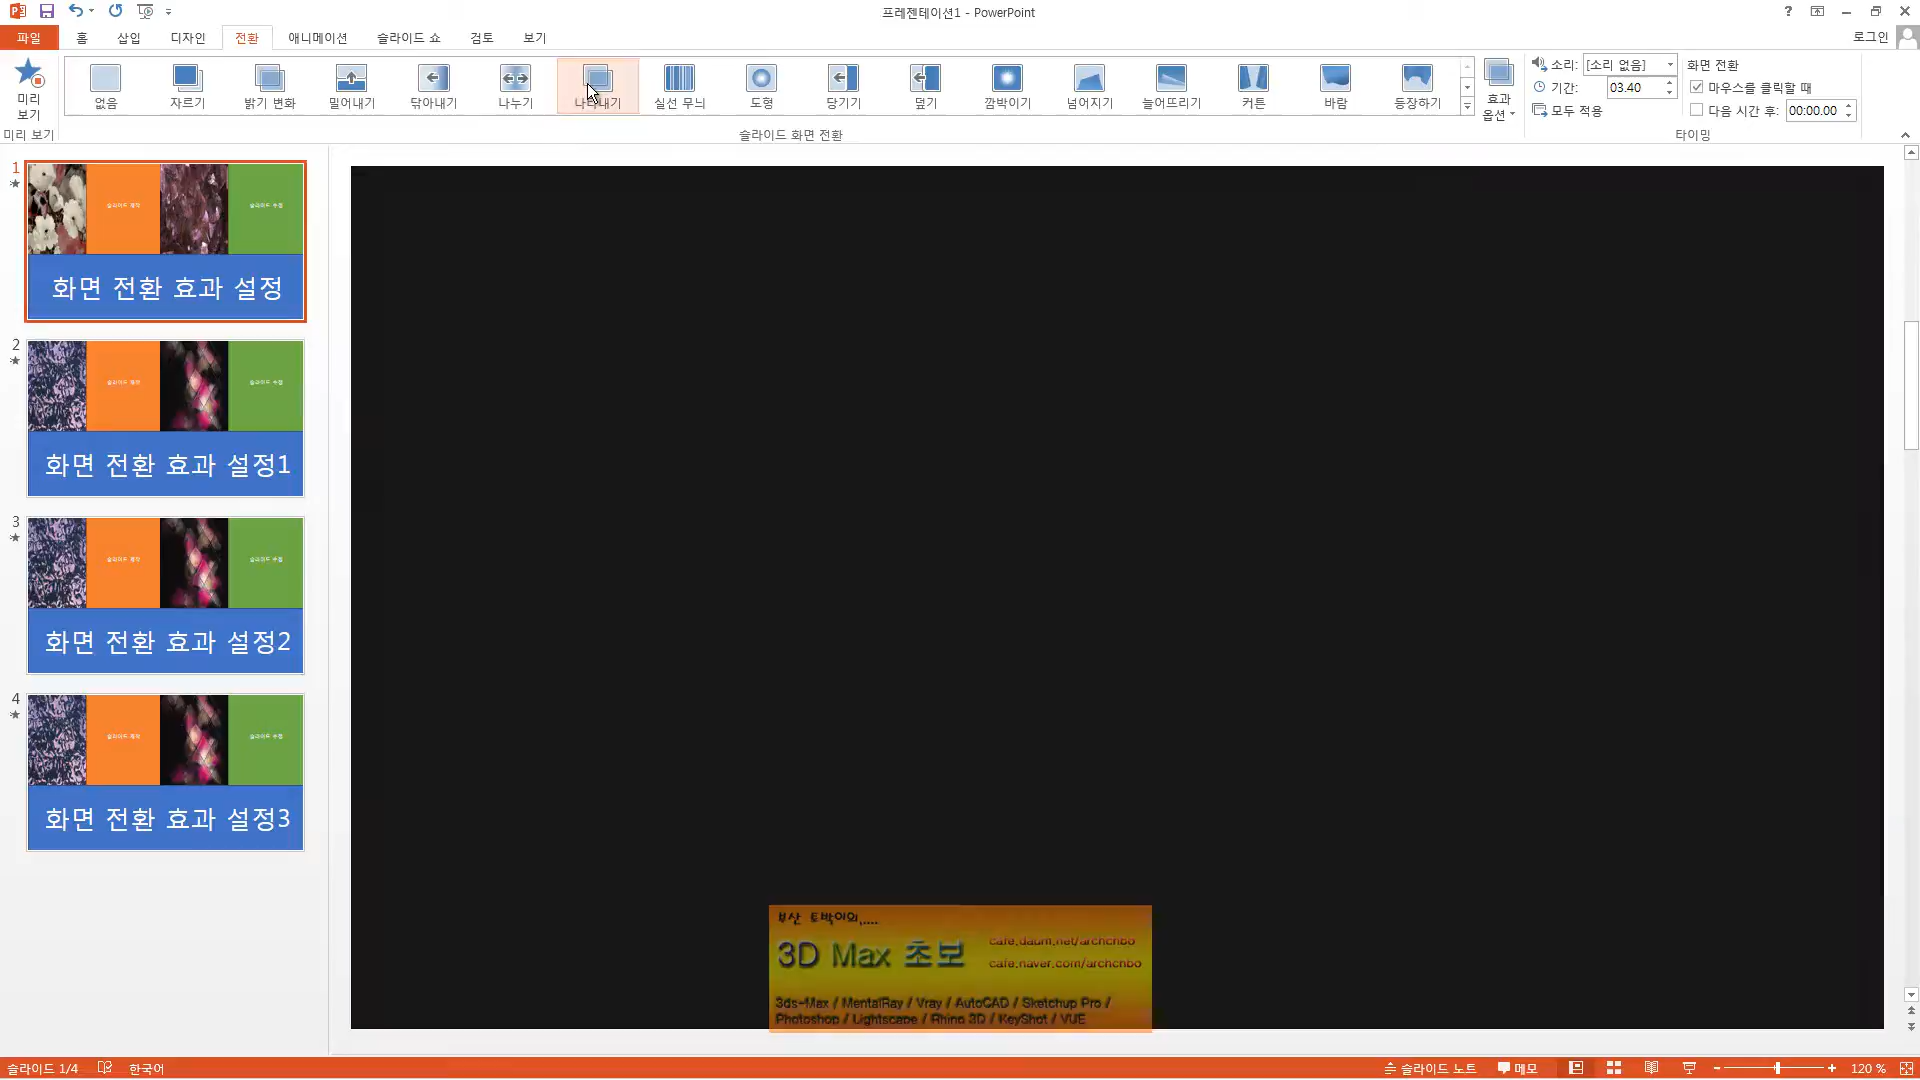 프레젠테이션1 - PowerPoint
파일 홈 삽입 디자인 전환 애니메이션 슬라이드 쇼 검토 보기 로그인
미리 보기
없음 자르기 밝기 변화 밀어내기 닦아내기 나누기 나타내기 실선 무늬 도형 당기기 덮기 깜박이기 넘어지기 늘어뜨리기 커튼 바람 등장하기
효과 옵션
소리: [소리 없음]
기간: 03.40
모두 적용
화면 전환
마우스를 클릭할 때
다음 시간 후: 00:00.00
미리 보기 슬라이드 화면 전환 타이밍
1
화면 전환 효과 설정
2
화면 전환 효과 설정1
3
화면 전환 효과 설정2
4
화면 전환 효과 설정3
3D Max 초보
cafe.daum.net/archcnbo
cafe.naver.com/archcnbo
3ds-Max / MentalRay / Vray / AutoCAD / Sketchup Pro /
Photoshop / Lightscape / Rhino 3D / KeyShot / VUE
슬라이드 1/4 한국어 슬라이드 노트 메모 120 %